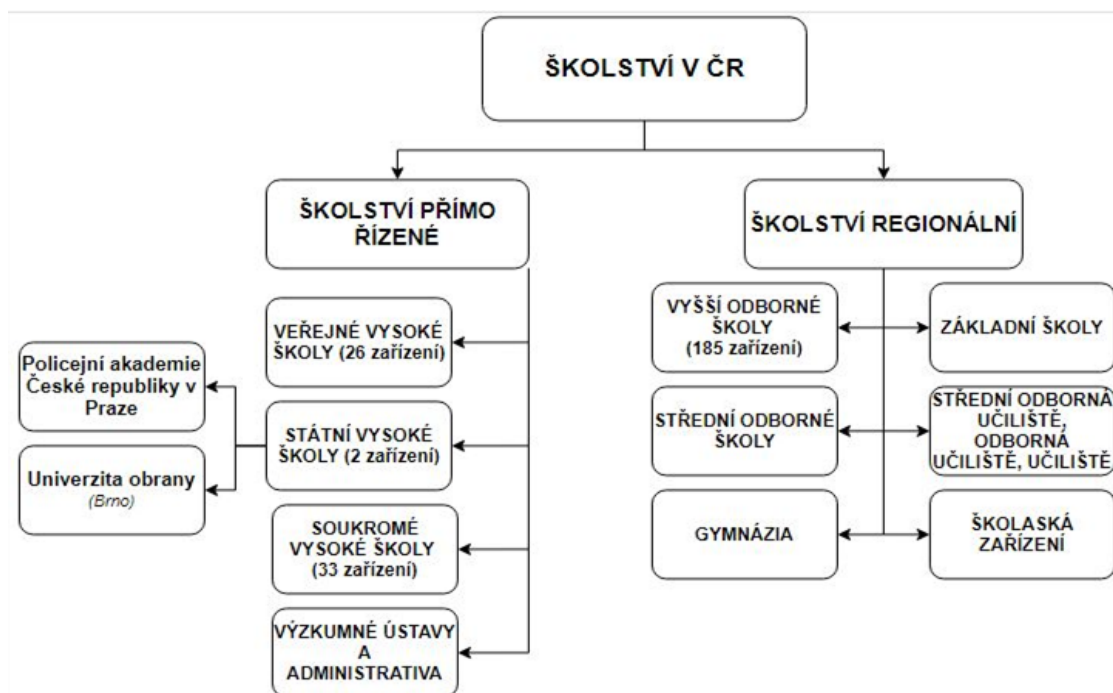 ŠKOLSTVÍ V ČR
ŠKOLSTVÍ PŘÍMO
ŘÍZENÉ
VEŘEJNÉ VYSOKÉ
ŠKOLY (26 zařízení)
STÁTNÍ VYSOKÉ
ŠKOLY (2 zařízení)
Policejní akademie
České republiky v
Praze
Univerzita obrany
(Brno)
SOUKROMÉ
VYSOKÉ ŠKOLY
(33 zařízení)
VÝZKUMNÉ ÚSTAVY
A
ADMINISTRATIVA
ŠKOLSTVÍ REGIONÁLNÍ
VYŠŠÍ ODBORNÉ
ŠKOLY
(185 zařízení)
ZÁKLADNÍ ŠKOLY
STŘEDNÍ ODBORNÉ
ŠKOLY
STŘEDNÍ ODBORNÁ
UČILIŠTĚ,
ODBORNÁ
UČILIŠTĚ, UČILIŠTĚ,
GYMNÁZIA
ŠKOLASKÁ
ZAŘÍZENÍ